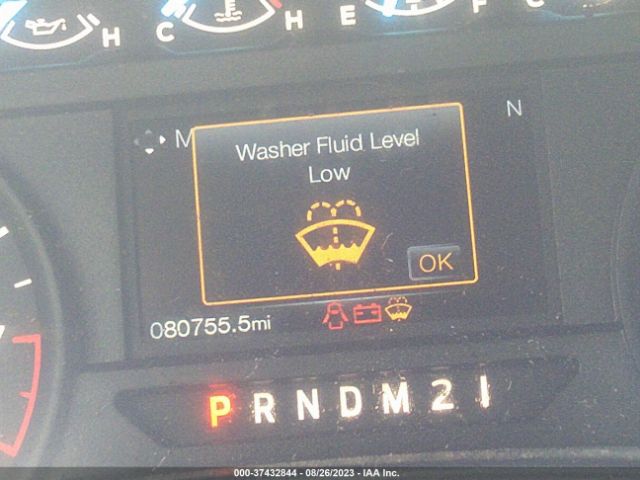 H C H E F C
N
M
Washer Fluid Level
Low
OK
080755.5mi
P R N D M 2 1
000-37432844 - 08/26/2023 - IAA Inc.